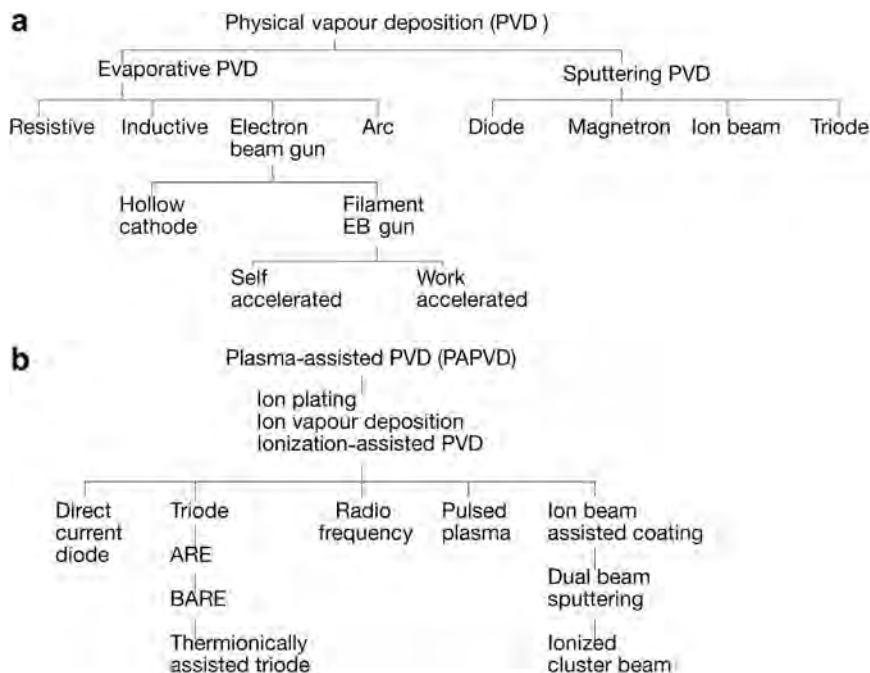 a
Physical vapour deposition (PVD )
Evaporative PVD
Sputtering PVD
Resistive
Inductive
Electron
beam gun
Arc
Diode
Magnetron
Ion beam
Triode
Hollow
cathode
Filament
EB gun
Self
accelerated
Work
accelerated
b
Plasma-assisted PVD (PAPVD)
Ion plating
Ion vapour deposition
Ionization-assisted PVD
Direct
current
diode
Triode
ARE
BARE
Thermionically
assisted triode
Radio
frequency
Pulsed
plasma
Ion beam
assisted coating
Dual beam
sputtering
Ionized
cluster beam